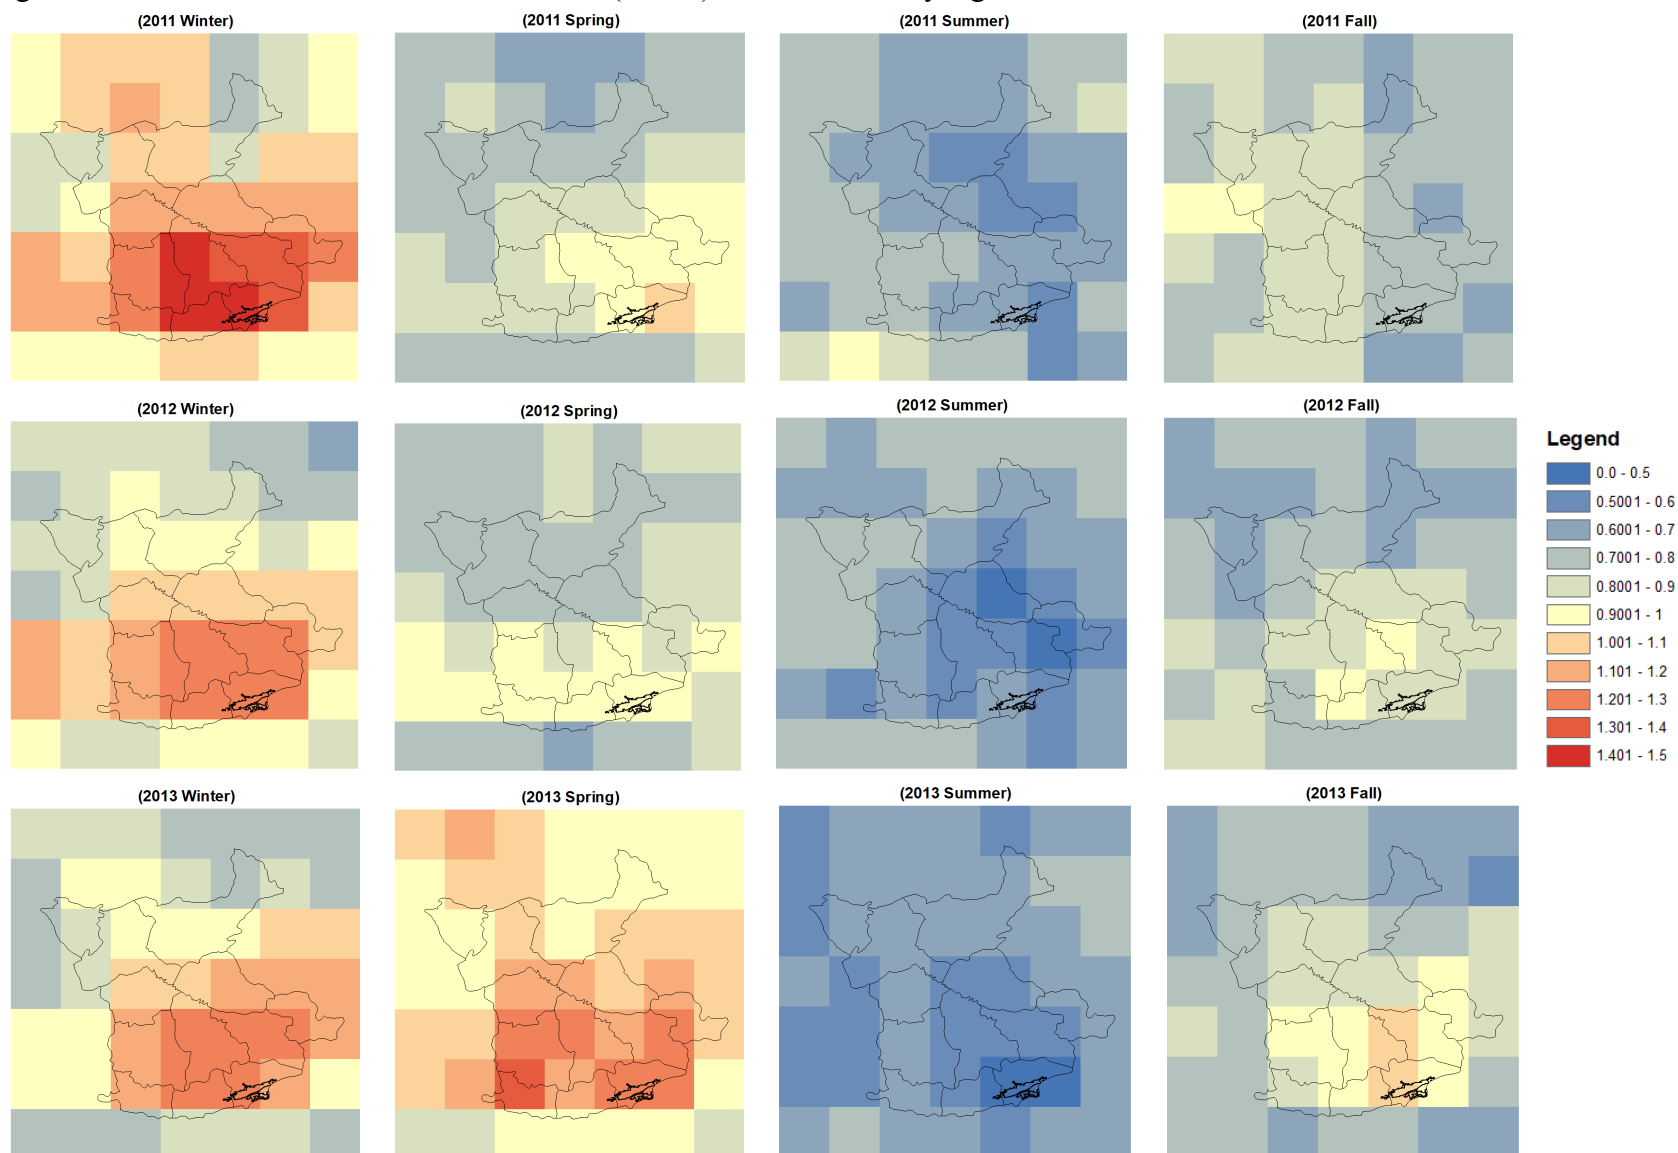 (2011 Winter)
(2011 Spring)
(2011 Summer)
(2011 Fall)
(2012 Winter)
(2012 Spring)
(2012 Summer)
(2012 Fall)
Legend
0.0 - 0.5
0.5001 - 0.6
0.6001 - 0.7
0.7001 - 0.8
0.8001 - 0.9
0.9001 - 1
1.001 - 1.1
1.101 - 1.2
1.201 - 1.3
1.301 - 1.4
1.401 - 1.5
(2013 Winter)
(2013 Spring)
(2013 Summer)
(2013 Fall)